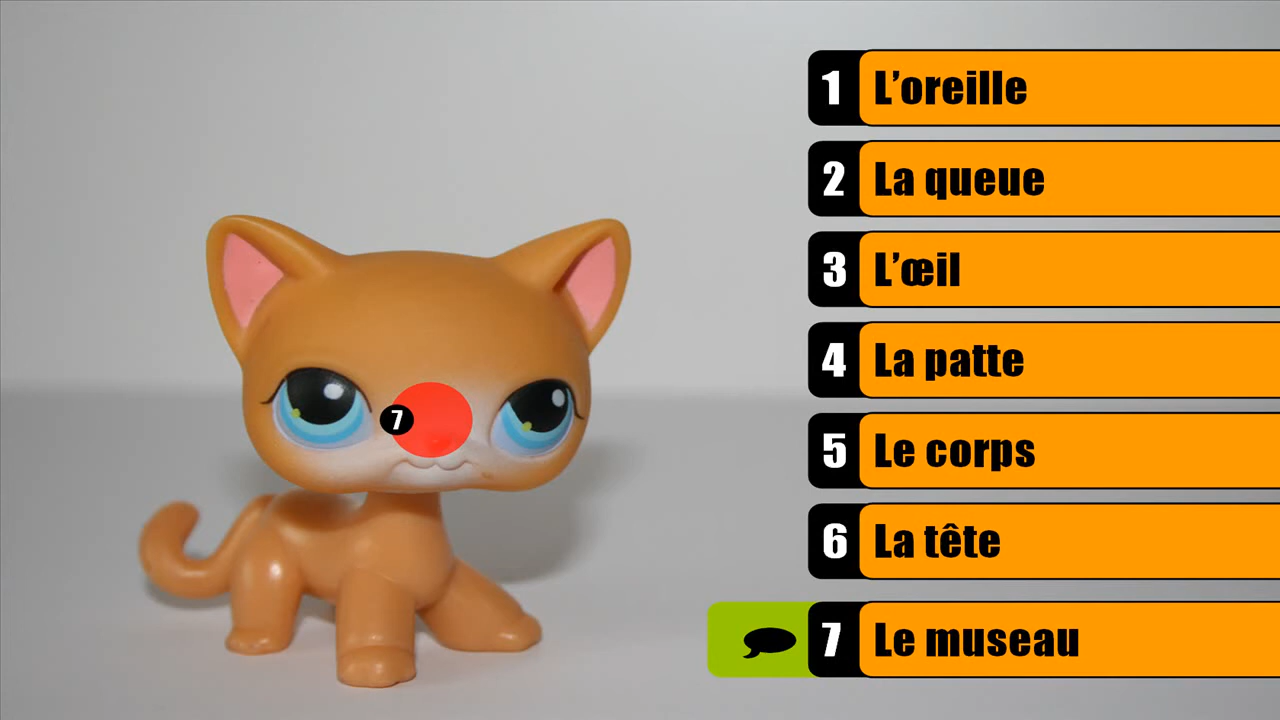 1 L’oreille
2 La queue
3 L’œil
4 La patte
5 Le corps
6 La tête
7
7 Le museau